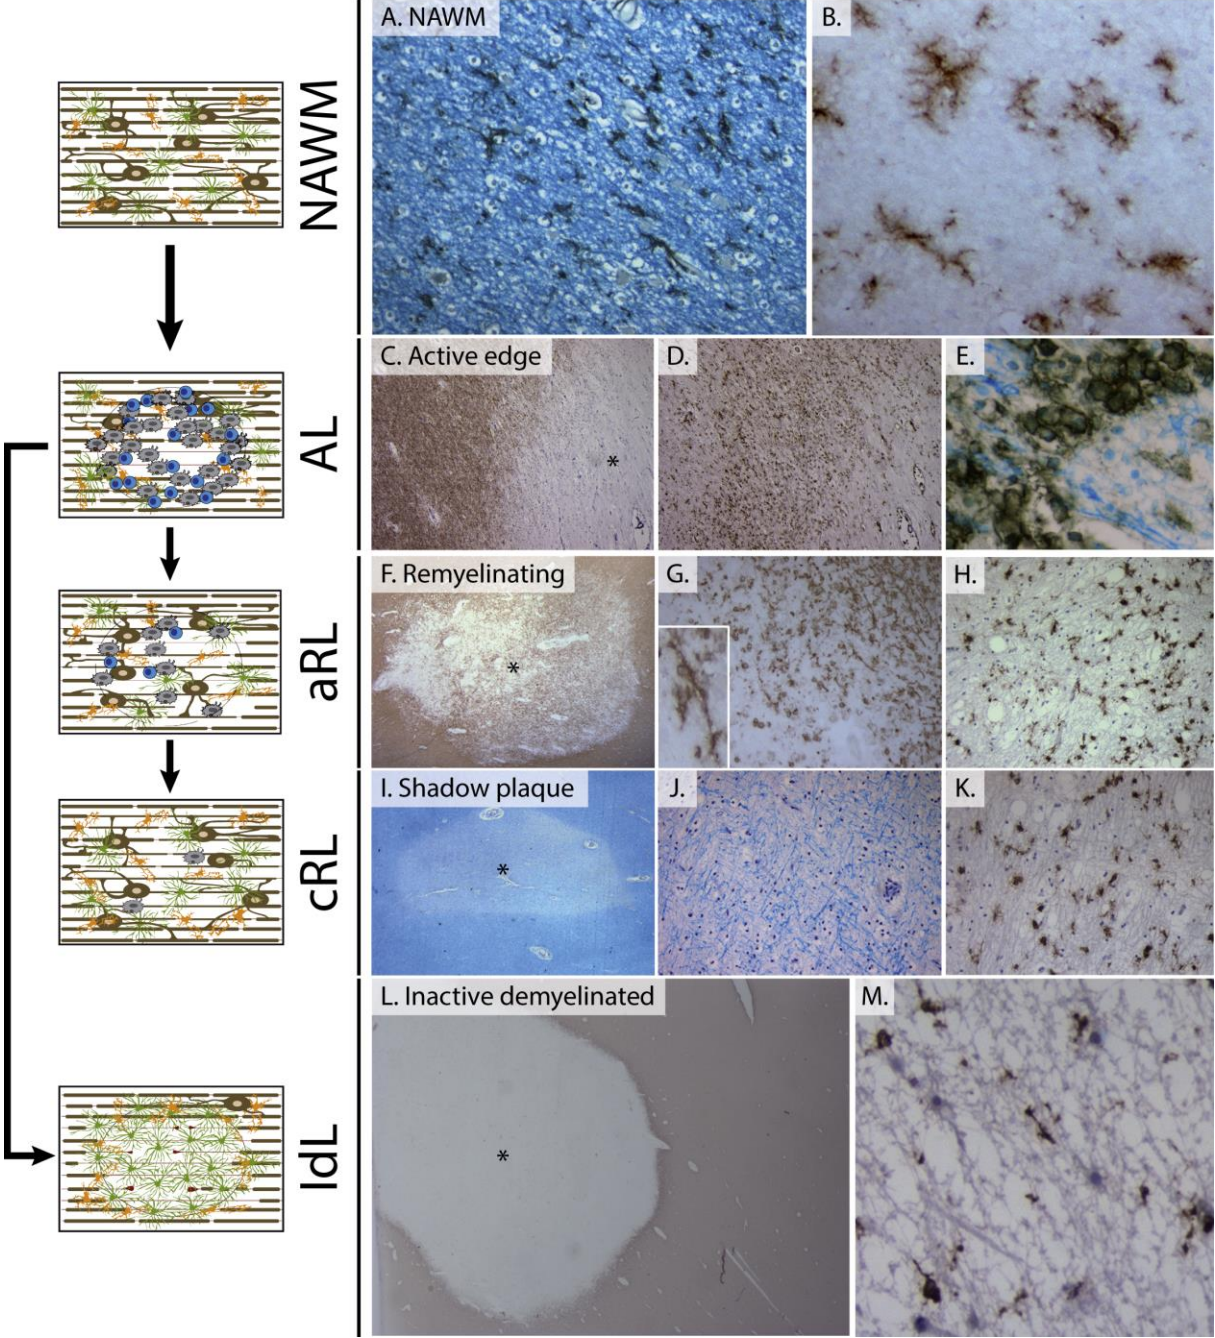 NAWM
A. NAWM
B.
AL
C. Active edge
*
D.
E.
aRL
F. Remyelinating
*
G.
H.
cRL
I. Shadow plaque
*
J.
K.
IdL
L. Inactive demyelinated
*
M.